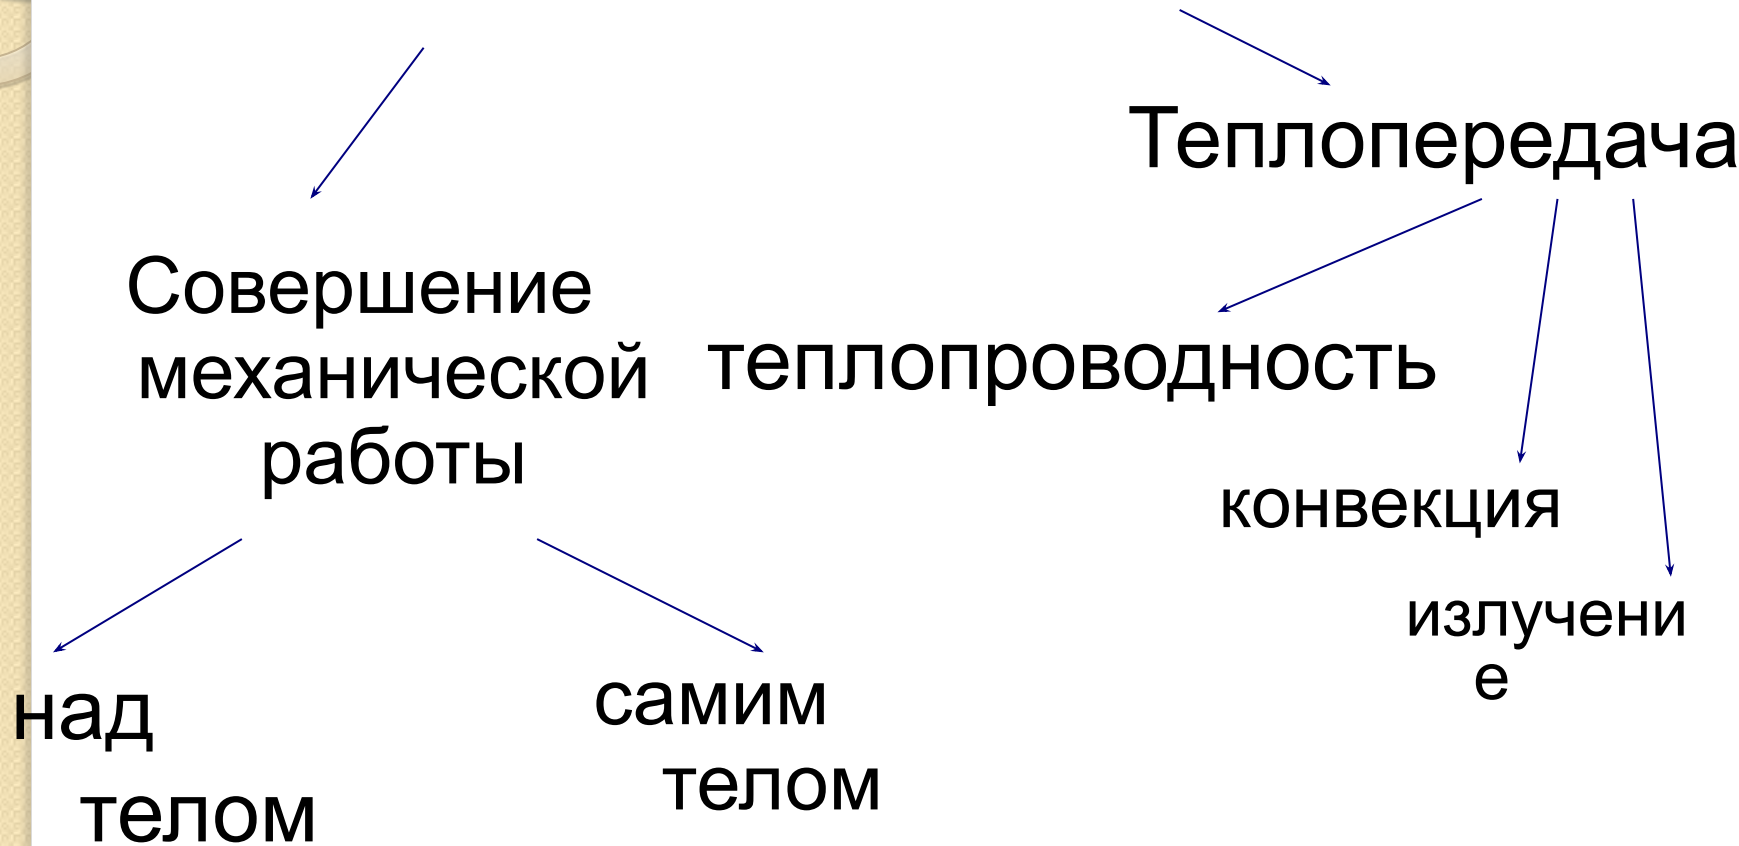 Теплопередача
Совершение
механической
работы
теплопроводность
конвекция
излучени
е
над
телом
самим
телом